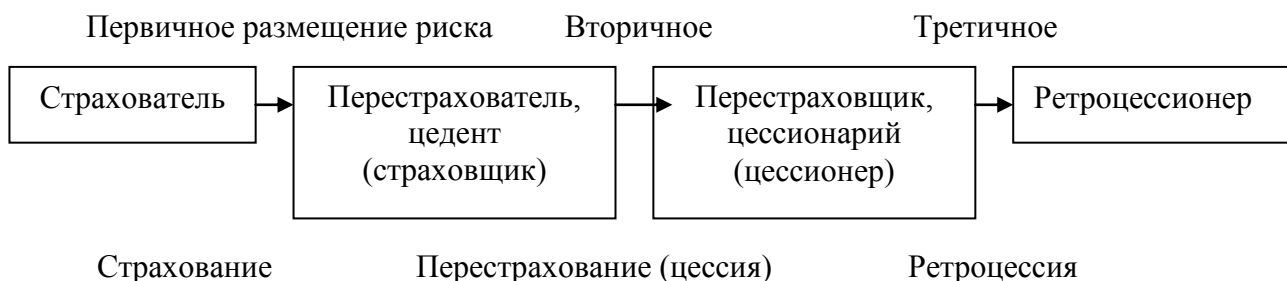 Первичное размещение риска Вторичное Третичное
Страхователь
Перестрахователь,
цедент
(страховщик)
Перестраховщик,
цессионарий
(цессионер)
Ретроцессионер
Страхование Перестрахование (цессия) Ретроцессия